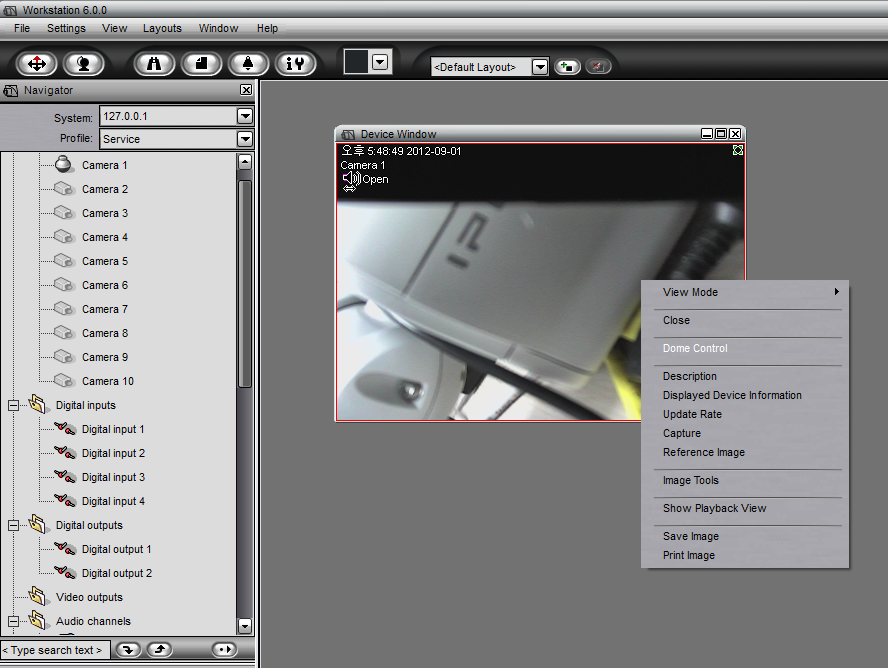 Workstation 6.0.0
File Settings View Layouts Window Help
<Default Layout>
Navigator
System: 127.0.0.1
Profile: Service
Camera 1
Camera 2
Camera 3
Camera 4
Camera 5
Camera 6
Camera 7
Camera 8
Camera 9
Camera 10
Digital inputs
Digital input 1
Digital input 2
Digital input 3
Digital input 4
Digital outputs
Digital output 1
Digital output 2
Video outputs
Audio channels
< Type search text >
Device Window
오후 5:48:49 2012-09-01
Camera 1
Open
View Mode
Close
Dome Control
Description
Displayed Device Information
Update Rate
Capture
Reference Image
Image Tools
Show Playback View
Save Image
Print Image